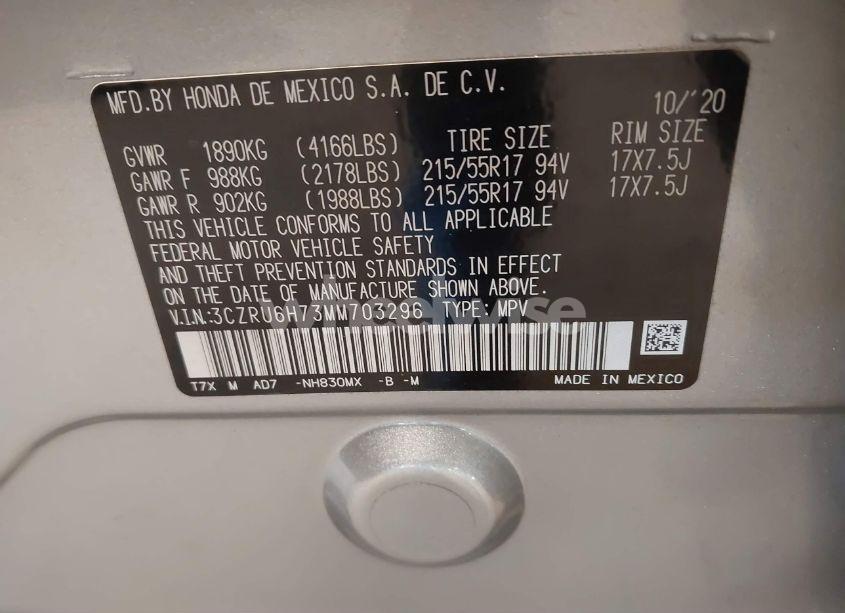 MFD.BY HONDA DE MEXICO S.A. DE C.V. 10/'20
TIRE SIZE RIM SIZE
GVWR 1890KG (4166LBS)
GAWR F 988KG (2178LBS) 215/55R17 94V 17X7.5J
GAWR R 902KG (1988LBS) 215/55R17 94V 17X7.5J
THIS VEHICLE CONFORMS TO ALL APPLICABLE
FEDERAL MOTOR VEHICLE SAFETY
AND THEFT PREVENTION STANDARDS IN EFFECT
ON THE DATE OF MANUFACTURE SHOWN ABOVE.
V.I.N:3CZRU6H73MM703296 TYPE: MPV
wheelwise
T7X M AD7 -NH830MX -B -M MADE IN MEXICO